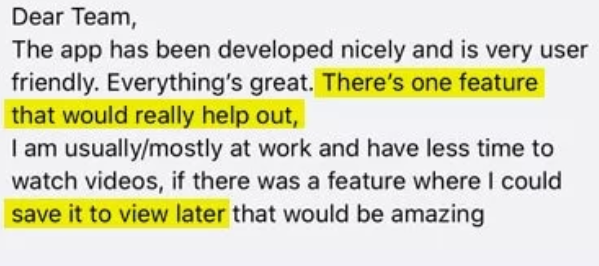 Dear Team,
The app has been developed nicely and is very user
friendly. Everything's great. There's one feature
that would really help out,
I am usually/mostly at work and have less time to
watch videos, if there was a feature where I could
save it to view later that would be amazing